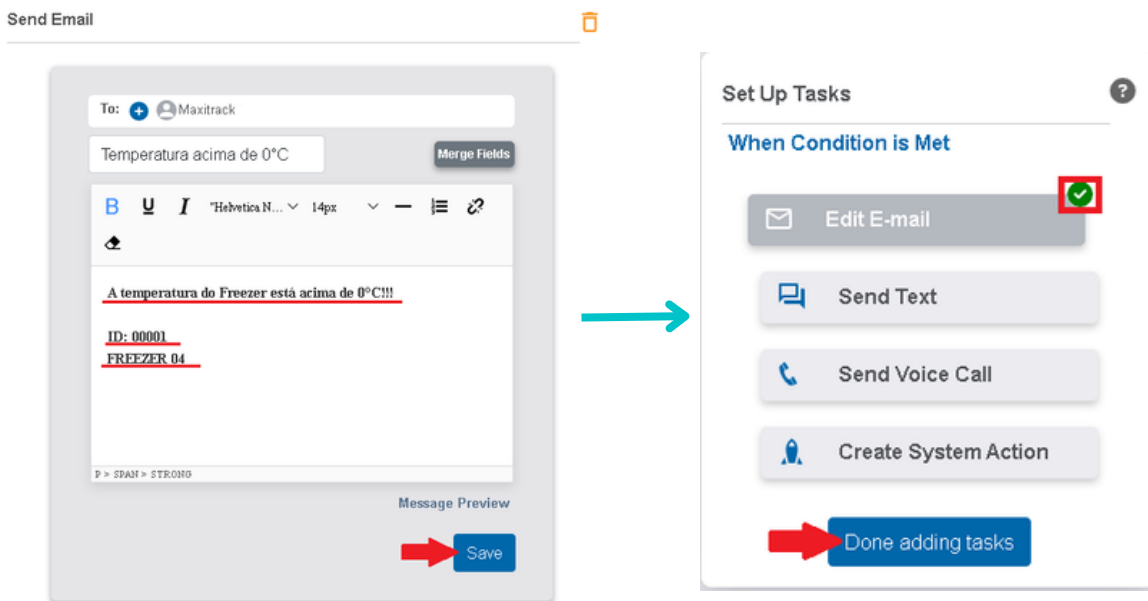 Send Email
To: Maxitrack
Temperatura acima de 0°C
Merge Fields
B U I "Helvetica N... 14px
A temperatura do Freezer está acima de 0°C!!!
ID: 00001
FREEZER 04
P > SPAN > STRONG
Message Preview
Save
Set Up Tasks ?
When Condition is Met
Edit E-mail
Send Text
Send Voice Call
Create System Action
Done adding tasks